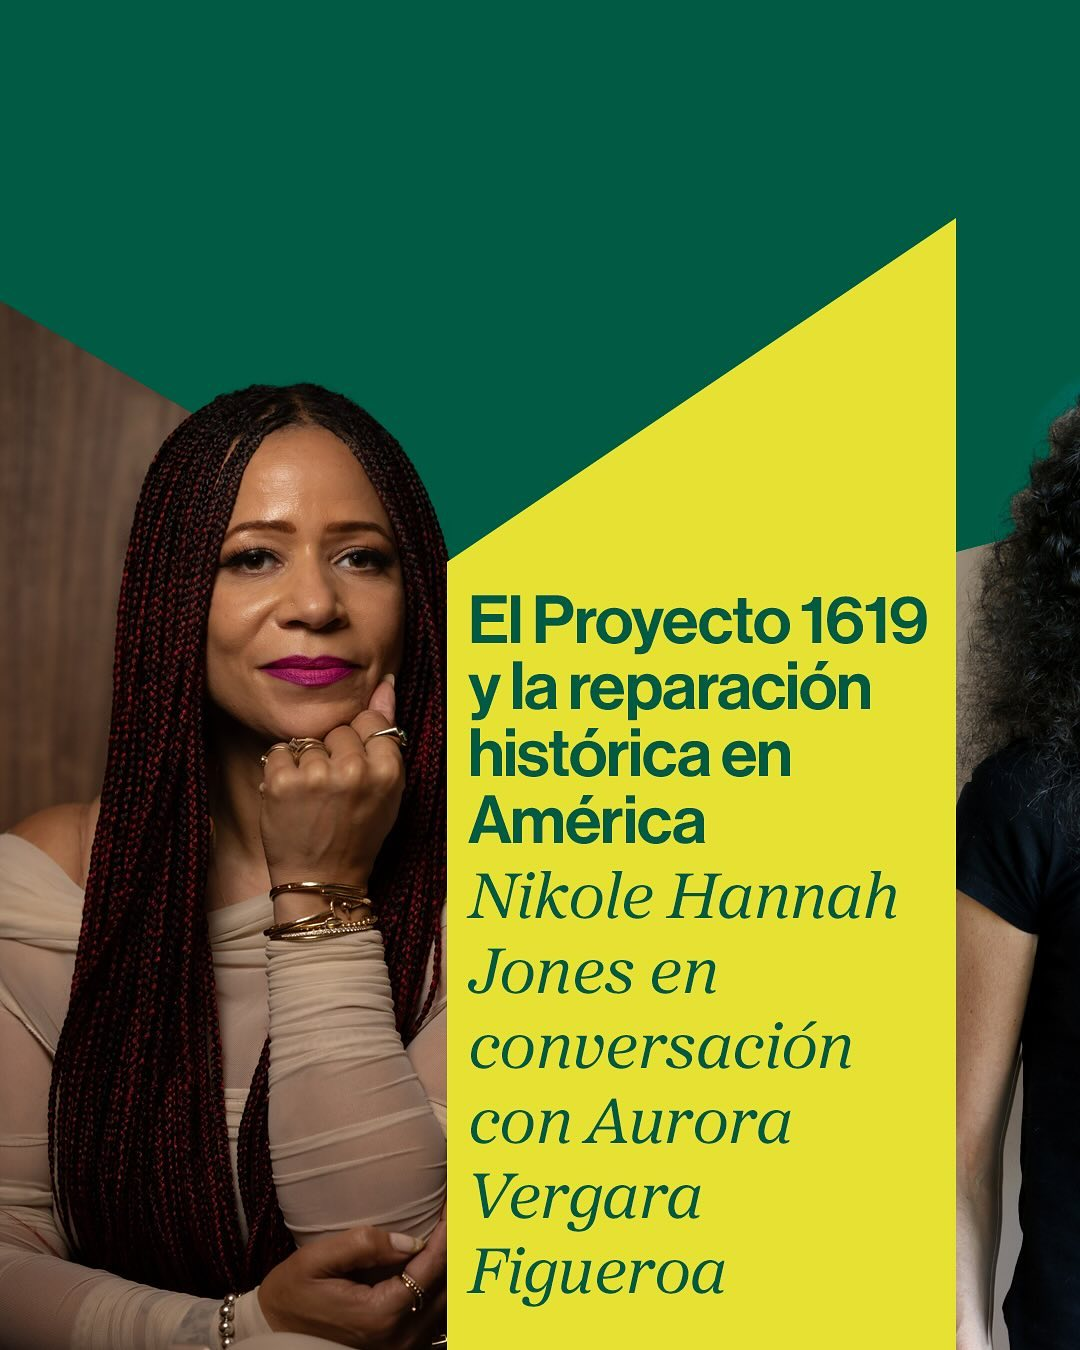 El Proyecto 1619
y la reparación
histórica en
América
Nikole Hannah
Jones en
conversación
con Aurora
Vergara
Figueroa